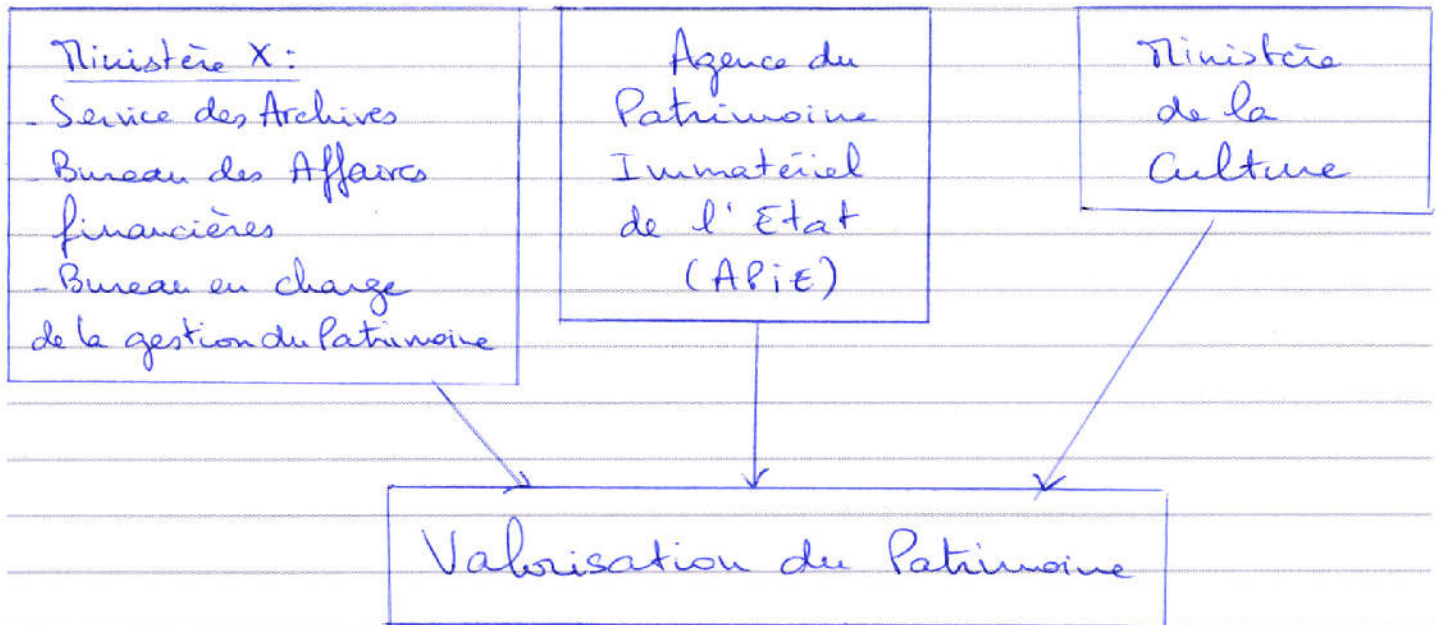 Ministère X :
- Service des Archives
- Bureau des Affaires
financières
- Bureau en charge
de la gestion du Patrimoine
Agence du
Patrimoine
Immatériel
de l'Etat
(APiE)
Ministère
de la
Culture
Valorisation du Patrimoine